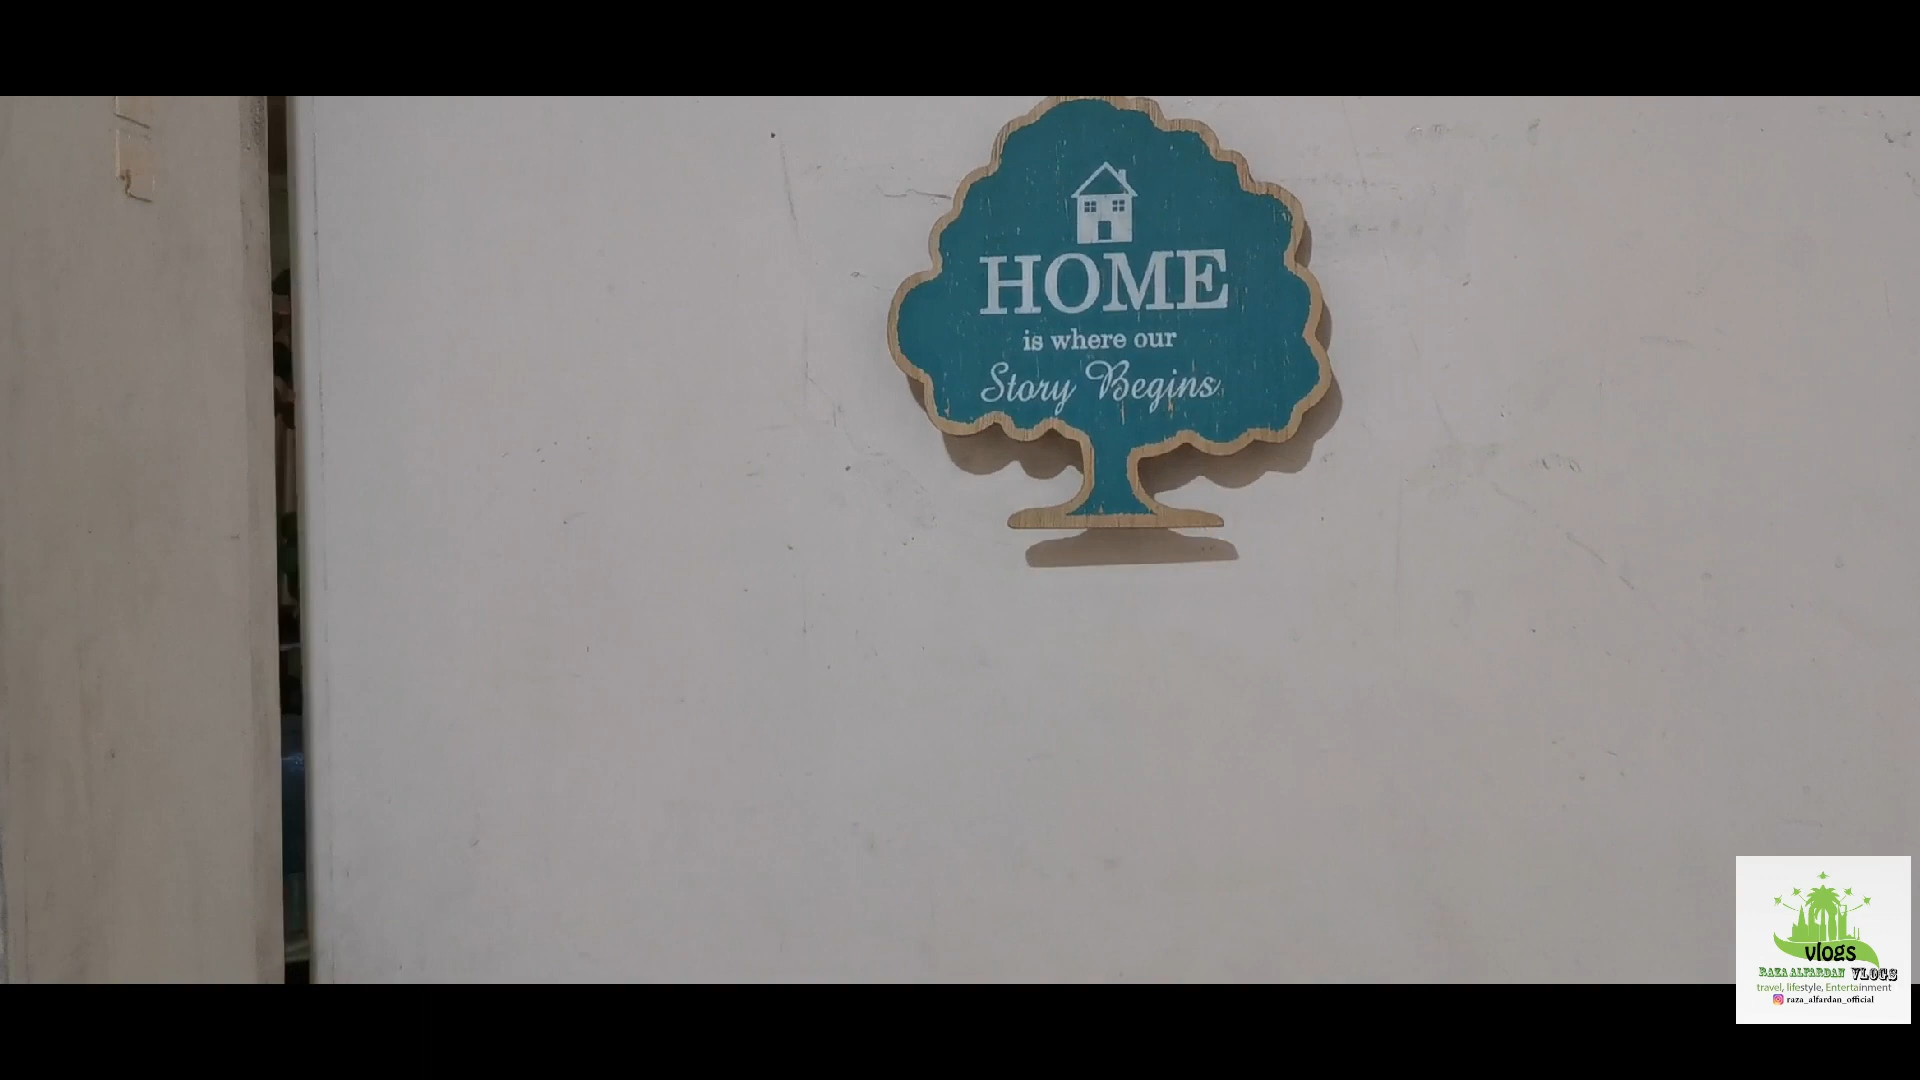 HOME
is where our
Story Begins
vlogs
RAZA ALFARDAN VLOGS
travel, lifestyle, Entertainment
raza_alfardan_official